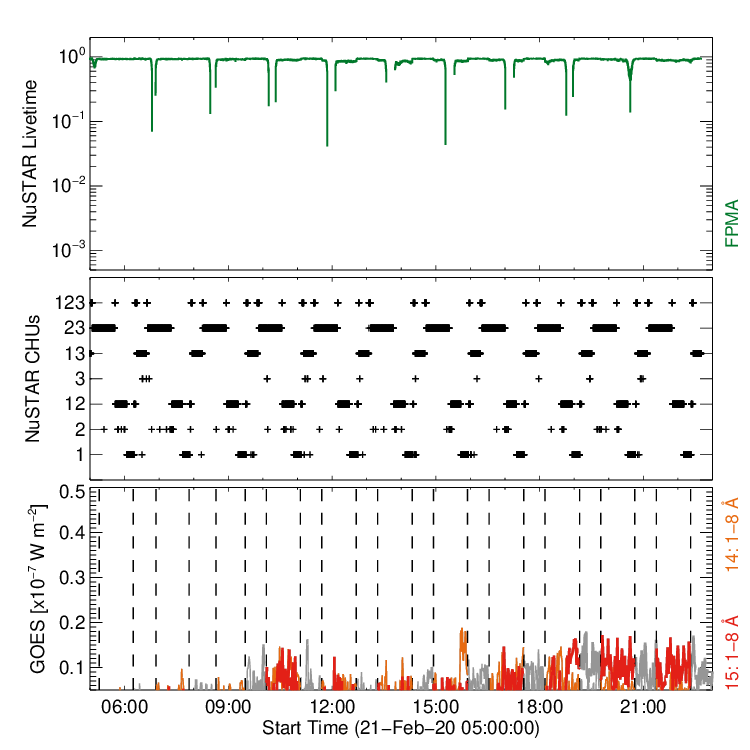 NuSTAR Livetime
10⁰
10⁻¹
10⁻²
10⁻³
FPMA
NuSTAR CHUs
123
23
13
3
12
2
1
GOES [x10⁻⁷ W m⁻²]
0.5
0.4
0.3
0.2
0.1
14: 1−8 Å
15: 1−8 Å
06:00 09:00 12:00 15:00 18:00 21:00
Start Time (21−Feb−20 05:00:00)